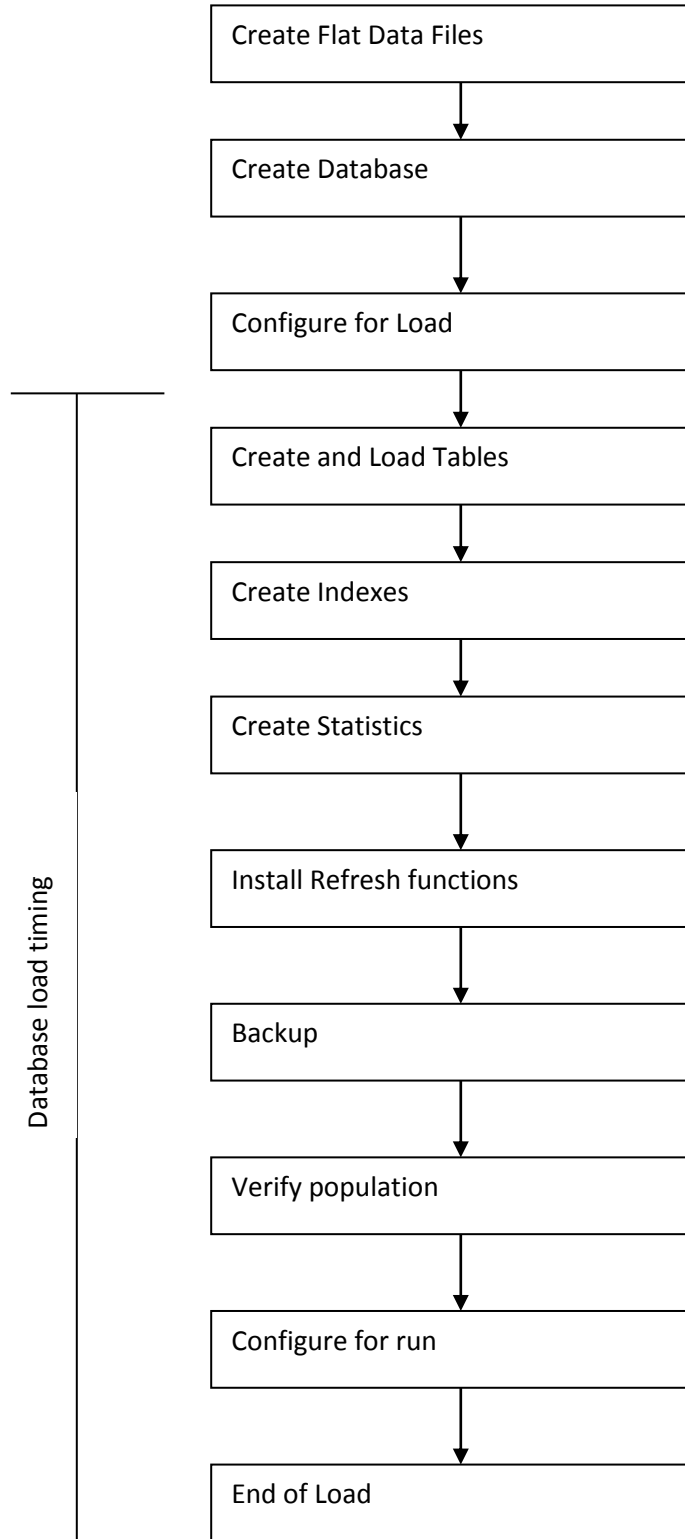 Create Flat Data Files
Create Database
Configure for Load
Create and Load Tables
Create Indexes
Create Statistics
Install Refresh functions
Backup
Verify population
Configure for run
End of Load
Database load timing